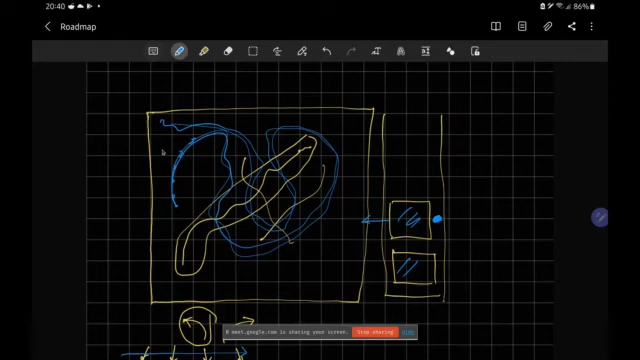 20:40
86%
Roadmap
meet.google.com is sharing your screen.
Stop sharing
Hide